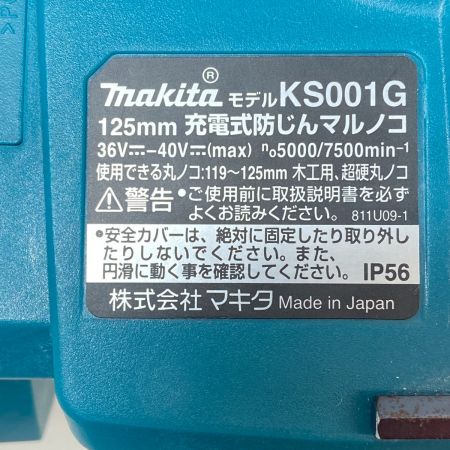 makita® モデル KS001G
125mm 充電式防じんマルノコ
36V⎓-40V⎓(max) n₀5000/7500min⁻¹
使用できる丸ノコ:119～125mm 木工用、超硬丸ノコ
⚠警告 •ご使用前に取扱説明書を必ず
よくお読みください。 811U09-1
•安全カバーは、絶対に固定したり取り外し
たりしないでください。また、
円滑に動く事を確認してください。 IP56
株式会社 マキタ Made in Japan